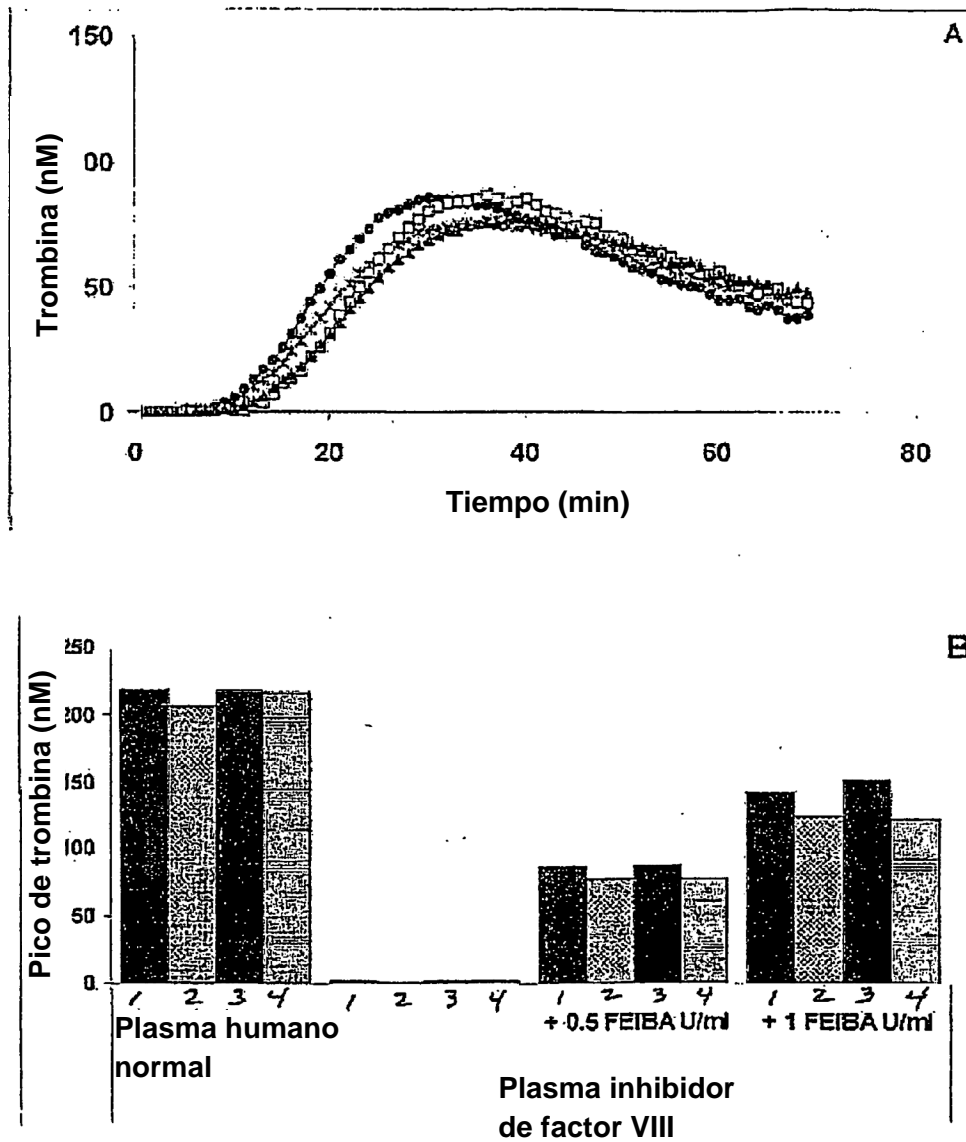 A
150
00
50
0
Trombina (nM)
0 20 40 60 80
Tiempo (min)
B
250
200
150
100
50
0
Pico de trombina (nM)
1 2 3 4 1 2 3 4 1 2 3 4 1 2 3 4
Plasma humano
normal
+ 0.5 FEIBA U/ml
+ 1 FEIBA U/ml
Plasma inhibidor
de factor VIII